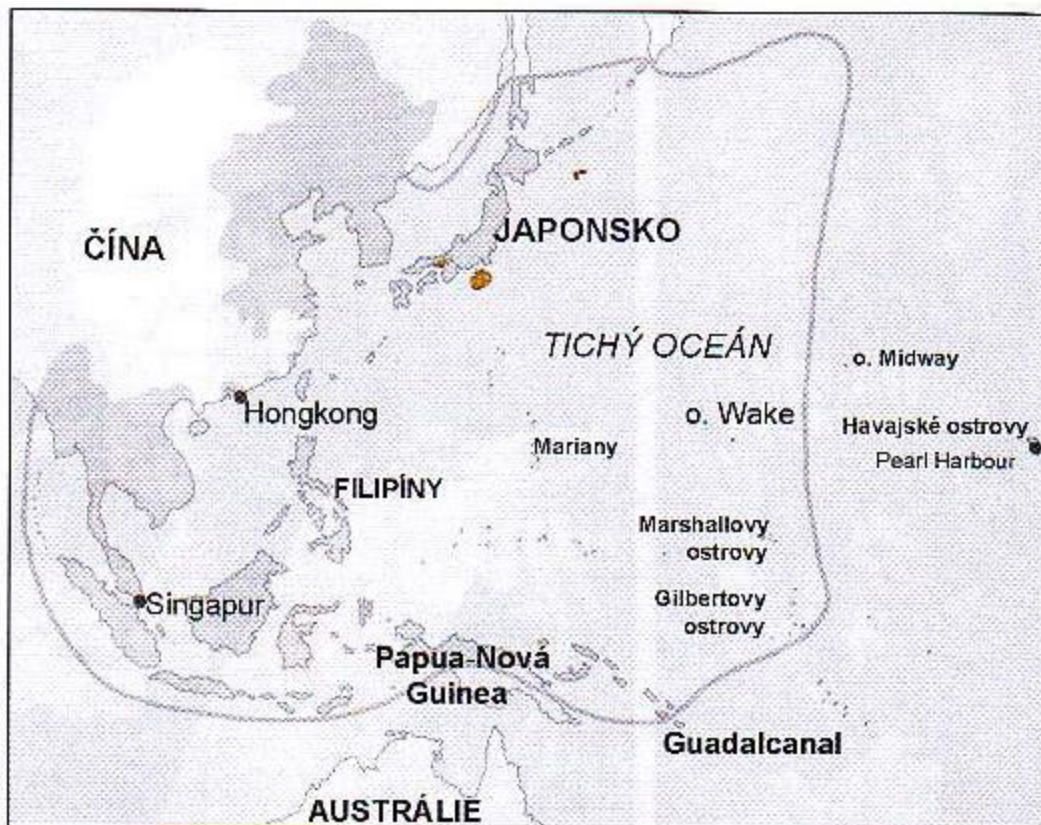 ČÍNA
JAPONSKO
TICHÝ OCEÁN
o. Midway
Hongkong
o. Wake
Havajské ostrovy
Pearl Harbour
Mariany
FILIPÍNY
Marshallovy
ostrovy
Singapur
Gilbertovy
ostrovy
Papua-Nová
Guinea
Guadalcanal
AUSTRÁLIE